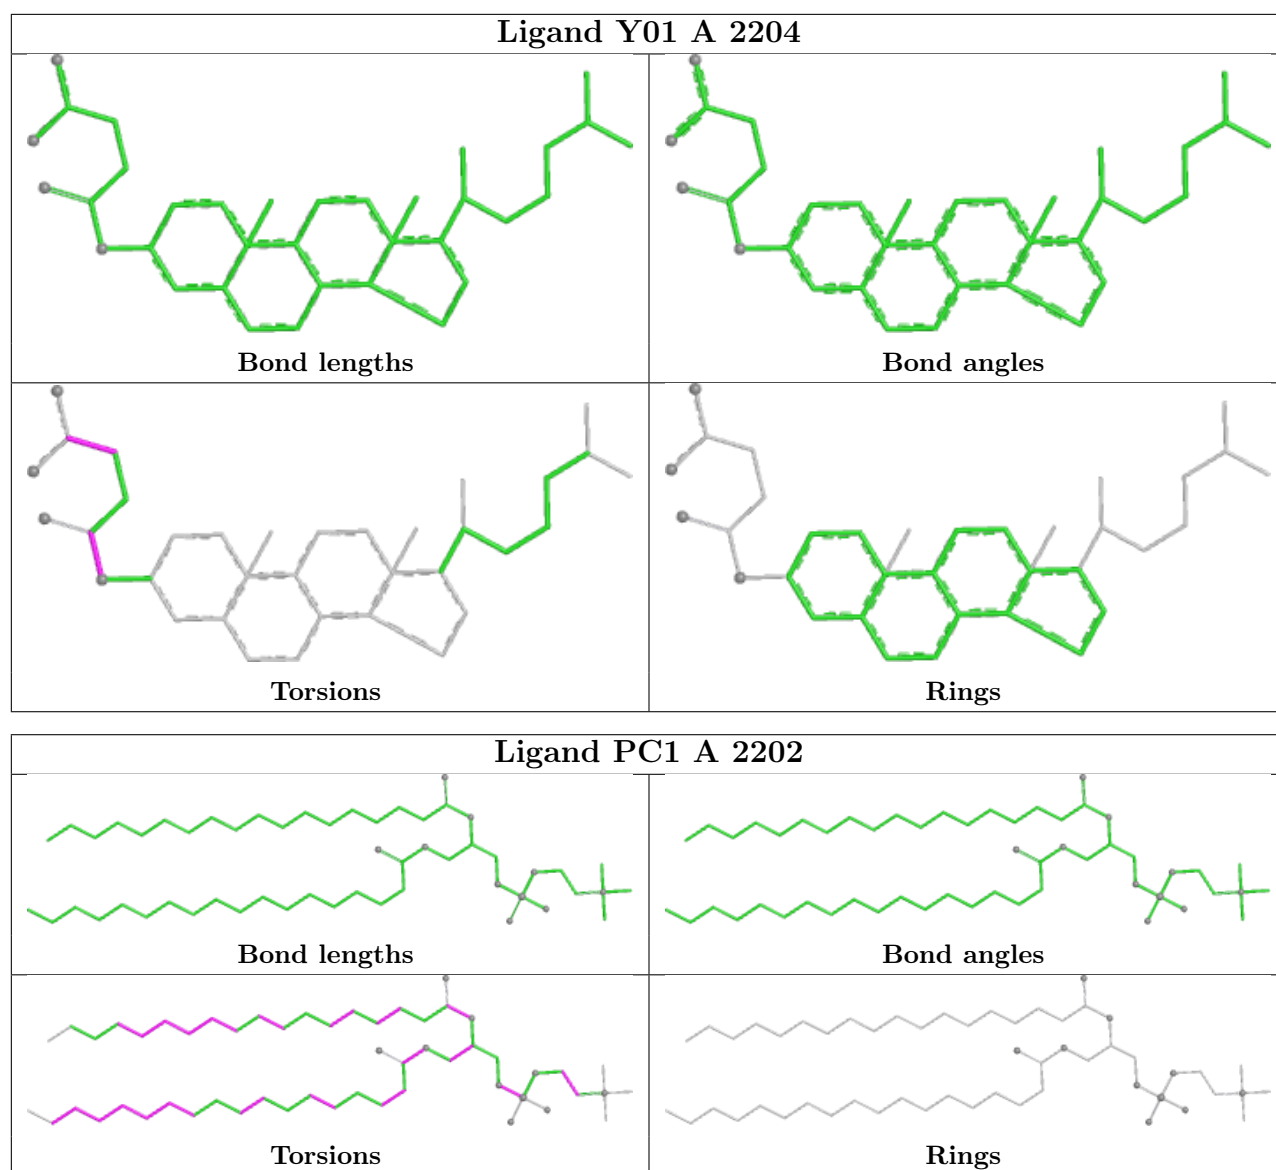 Ligand Y01 A 2204
Bond lengths
Bond angles
Torsions
Rings
Ligand PC1 A 2202
Bond lengths
Bond angles
Torsions
Rings